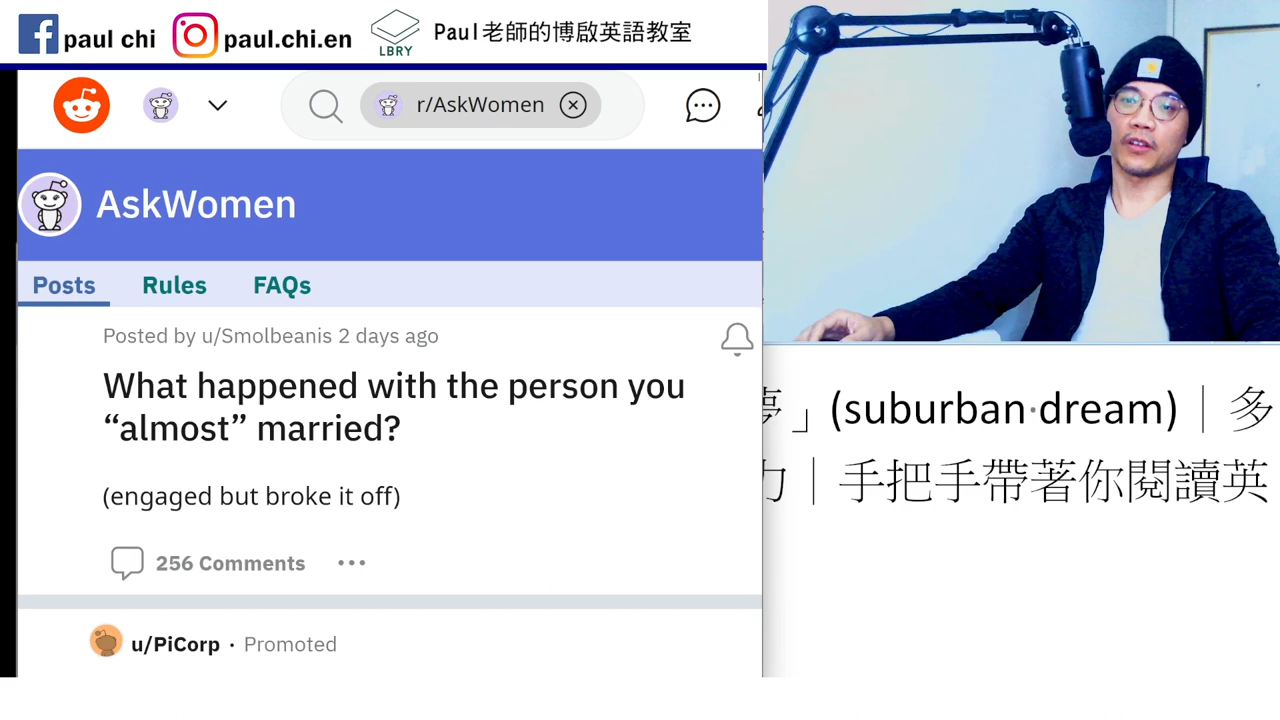 paul chi
paul.chi.en
LBRY
Paul老師的博啟英語教室
r/AskWomen
AskWomen
Posts Rules FAQs
Posted by u/Smolbeanis 2 days ago
What happened with the person you
“almost” married?
(engaged but broke it off)
256 Comments
u/PiCorp · Promoted
夢」(suburban·dream)｜多
力｜手把手帶著你閱讀英